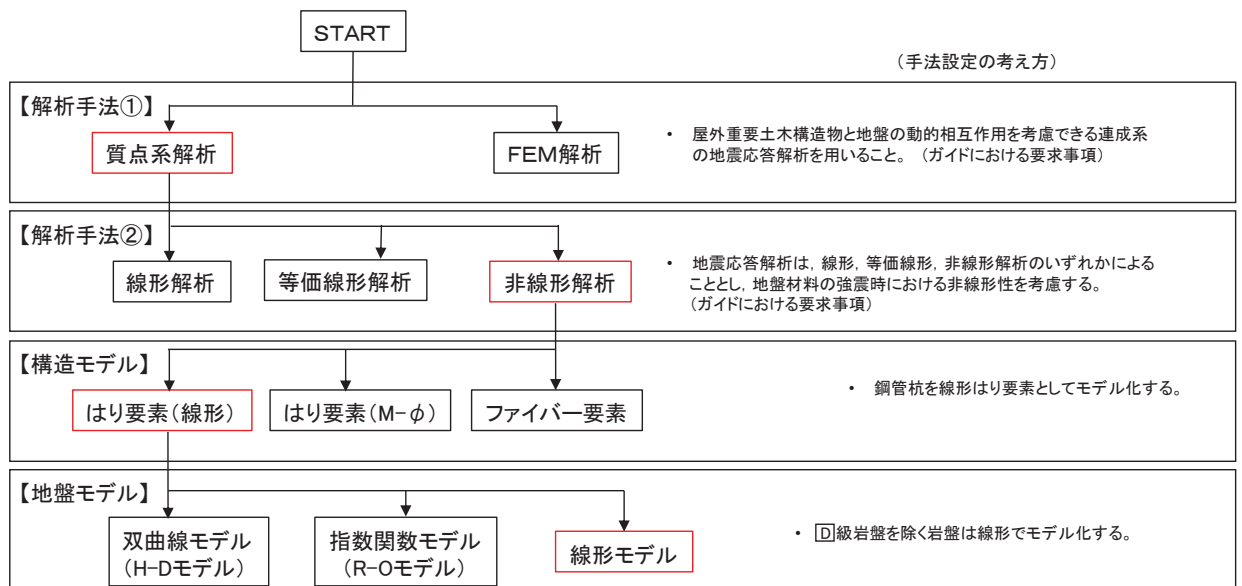 START
（手法設定の考え方）
【解析手法①】
質点系解析
FEM解析
・ 屋外重要土木構造物と地盤の動的相互作用を考慮できる連成系
の地震応答解析を用いること。（ガイドにおける要求事項）
【解析手法②】
線形解析
等価線形解析
非線形解析
・ 地震応答解析は，線形，等価線形，非線形解析のいずれかによる
こととし，地盤材料の強震時における非線形性を考慮する。
（ガイドにおける要求事項）
【構造モデル】
はり要素（線形）
はり要素（M-φ）
ファイバー要素
・ 鋼管杭を線形はり要素としてモデル化する。
【地盤モデル】
双曲線モデル
（H-Dモデル）
指数関数モデル
（R-Oモデル）
線形モデル
・ D級岩盤を除く岩盤は線形でモデル化する。